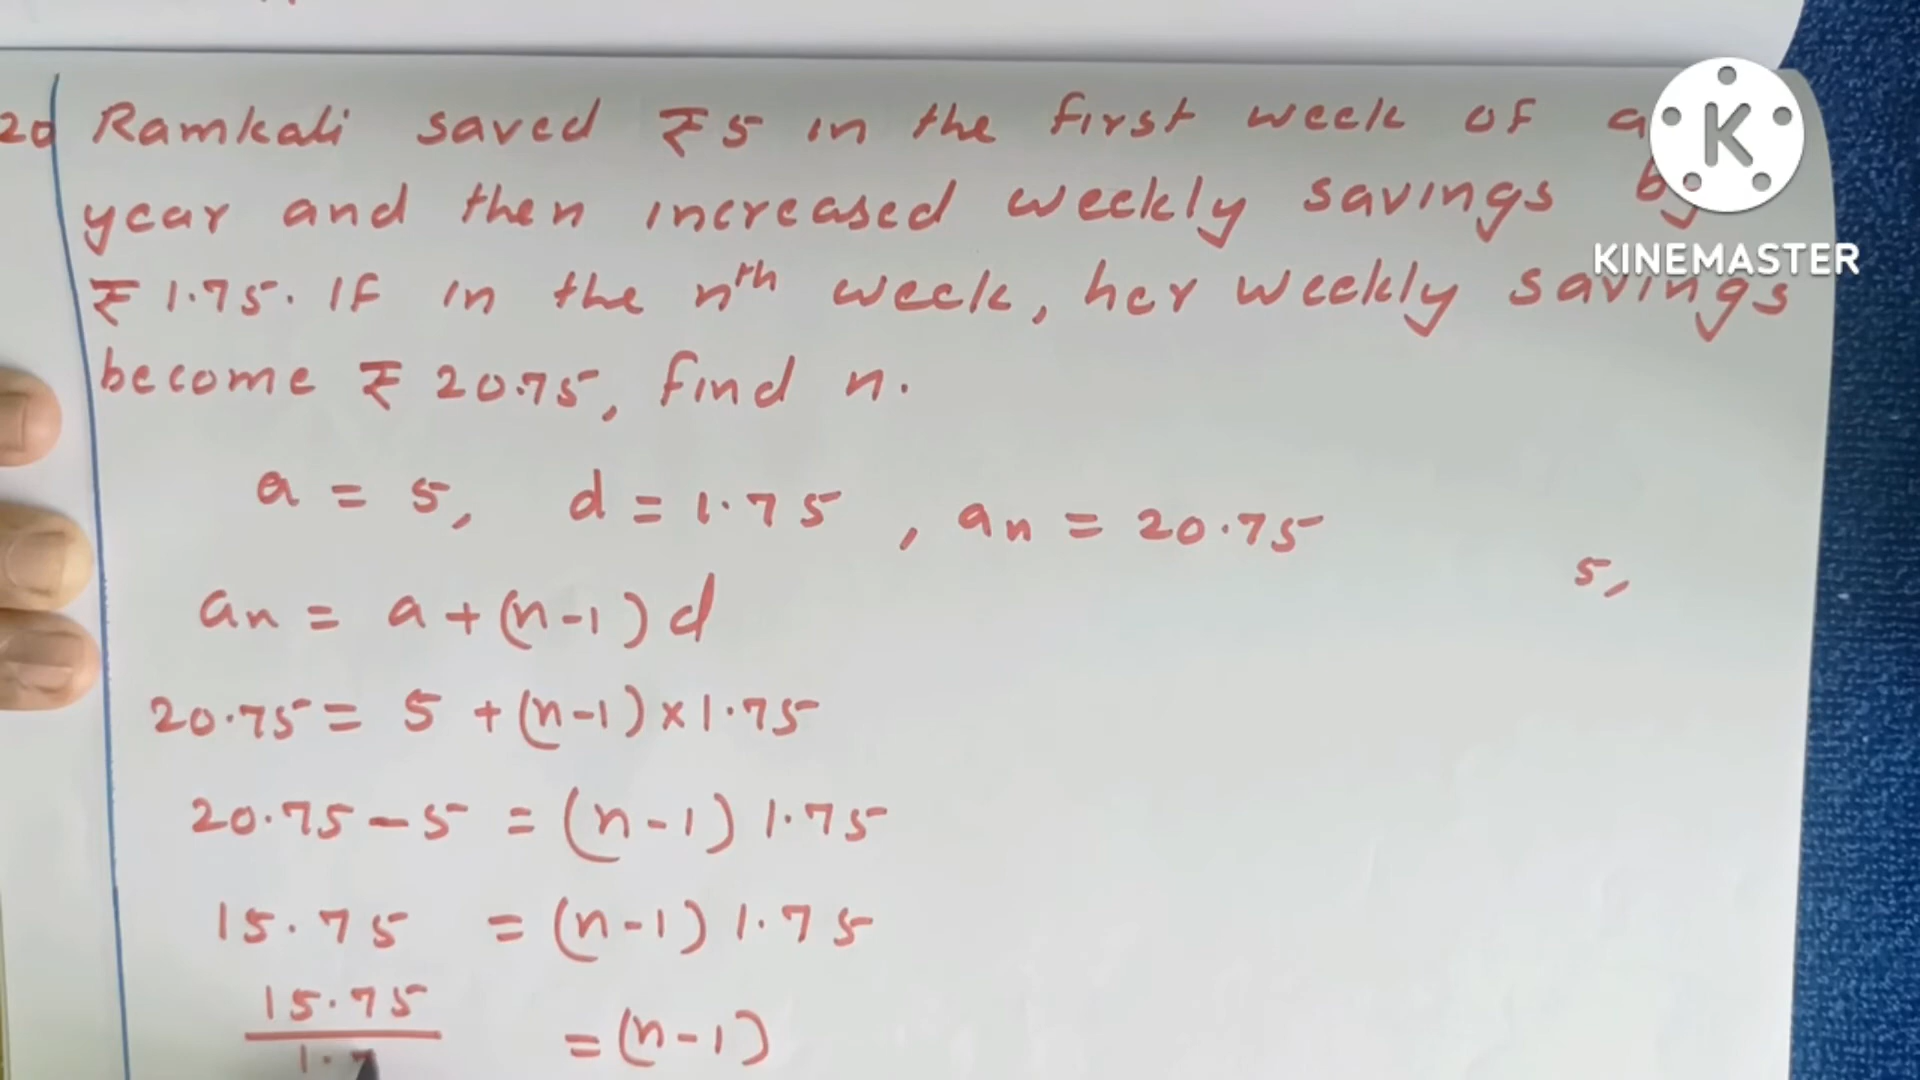 20 Ramkali saved ₹5 in the first week of a
year and then increased weekly savings by
₹ 1.75. If in the nth week, her weekly savings
become ₹ 20.75, find n.
a = 5, d = 1.75, an = 20.75
5,
an = a + (n-1) d
20.75 = 5 + (n-1) × 1.75
20.75 - 5 = (n-1) 1.75
15.75 = (n-1) 1.75
15.75
= (n-1)
1.7
K
KINEMASTER